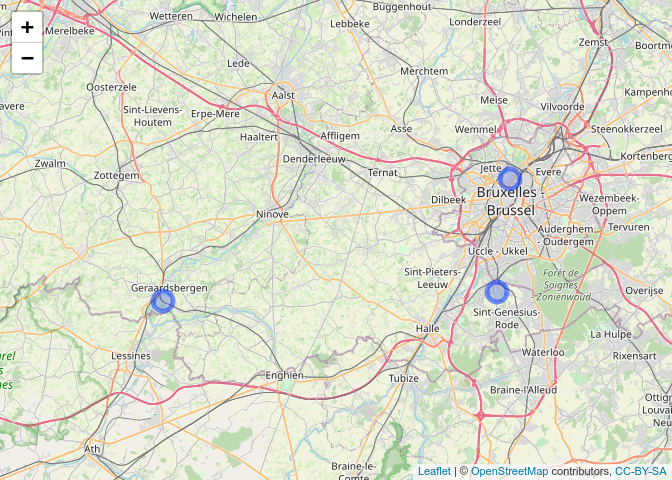 Buggenhout
Wetteren
Wichelen
Londerzeel
Lebbeke
+
Merelbeke
Zemst
Boortm
−
Lede
Merchtem
Oosterzele
Kampenho
Aalst
Meise
Vilvoorde
avere
Sint-Lievens-
Houtem
Erpe-Mere
Asse
Wemmel
Steenokkerzeel
Haaltert
Affligem
Zwalm
Denderleeuw
Kortenberg
Zottegem
Ternat
Jette
Evere
Dilbeek
Bruxelles -
Brussel
Wezembeek-
Oppem
Ninove
Auderghem
- Oudergem
Tervuren
Uccle - Ukkel
Sint-Pieters-
Leeuw
Forêt de
Soignes
Zoniënwoud
Geraardsbergen
Overijse
Sint-Genesius-
Rode
Halle
La Hulpe
Lessines
Waterloo
Rixensart
Enghien
Tubize
Braine-l'Alleud
Ottig
Louva
Neu
Ath
Braine-le-
Comte
Leaflet | © OpenStreetMap contributors, CC-BY-SA